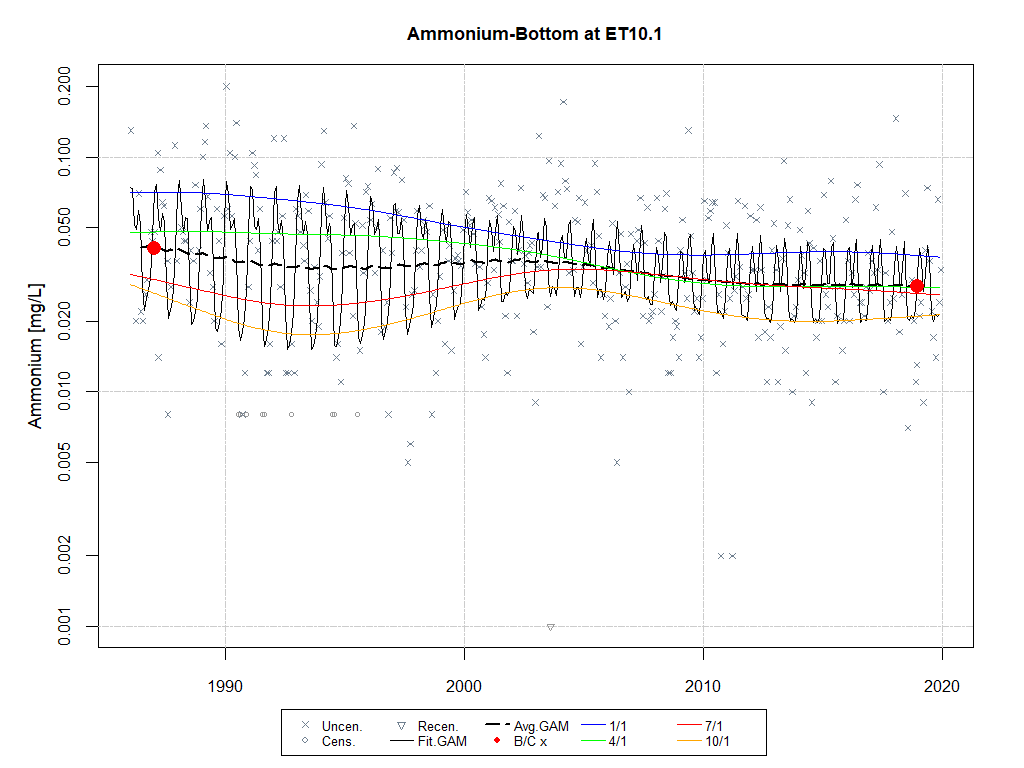 Ammonium-Bottom at ET10.1
Ammonium [mg/L]
0.200
0.100
0.050
0.020
0.010
0.005
0.002
0.001
1990 2000 2010 2020
Uncen. Recen. Avg.GAM 1/1 7/1
Cens. Fit.GAM B/C x 4/1 10/1